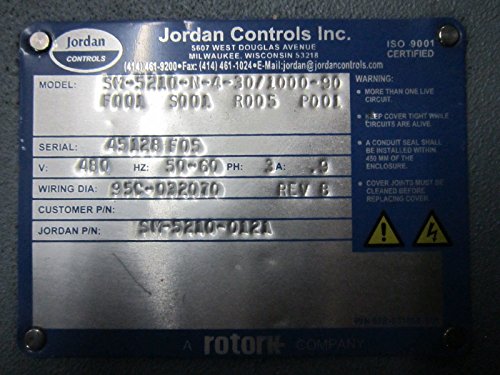 Jordan
CONTROLS
Jordan Controls Inc.
5607 WEST DOUGLAS AVENUE
MILWAUKEE, WISCONSIN 53218
(414) 461-9200 • Fax: (414) 461-1024 • E-Mail:jordan@jordancontrols.com
ISO 9001
CERTIFIED
MODEL: SM-5210-N-4-30/1000-90
F001 S001 R005 P001
SERIAL: 45128 F05
V: 480 HZ: 50-60 PH: 3 A: .9
WIRING DIA: 95C-022070 REV B
CUSTOMER P/N:
JORDAN P/N: SM-5210-0121
WARNING:
• MORE THAN ONE LIVE
CIRCUIT.
• KEEP COVER TIGHT WHILE
CIRCUITS ARE ALIVE.
• A CONDUIT SEAL SHALL
BE INSTALLED WITHIN
450 MM OF THE
ENCLOSURE.
• COVER JOINTS MUST BE
CLEANED BEFORE
REPLACING COVER.
A rotork COMPANY